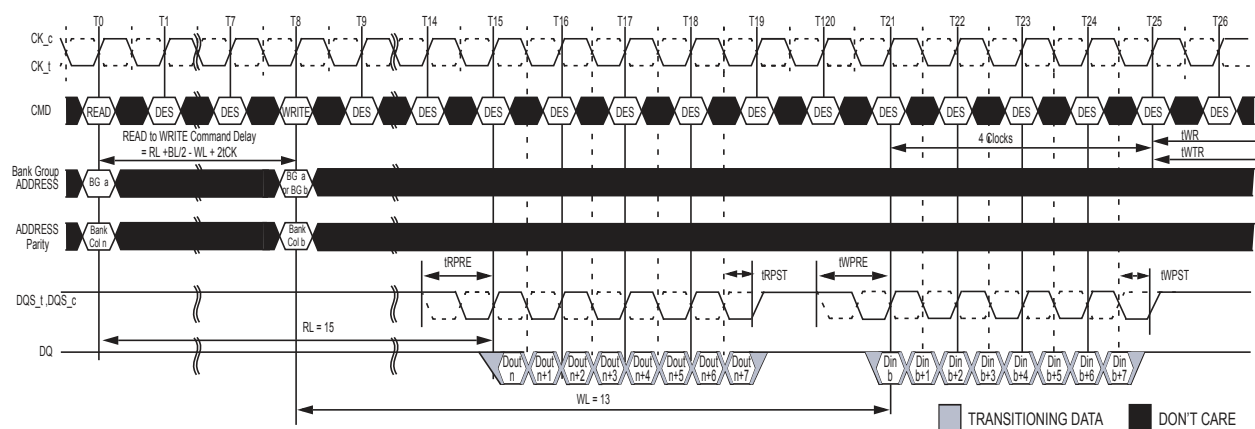 T0 T1 T7 T8 T9 T14 T15 T16 T17 T18 T19 T120 T21 T22 T23 T24 T25 T26
CK_c
CK_t
CMD READ DES DES WRITE DES DES DES DES DES DES DES DES DES DES DES DES DES DES
READ to WRITE Command Delay
= RL +BL/2 - WL + 2tCK
4 Clocks
tWR
tWTR
Bank Group
ADDRESS
BG a
BG a
or BG b
ADDRESS
Parity
Bank
Col n
Bank
Col b
tRPRE
tRPST
tWPRE
tWPST
DQS_t ,DQS_c
RL = 15
DQ
Dout
n
Dout
n+1
Dout
n+2
Dout
n+3
Dout
n+4
Dout
n+5
Dout
n+6
Dout
n+7
Din
b
Din
b+1
Din
b+2
Din
b+3
Din
b+4
Din
b+5
Din
b+6
Din
b+7
WL = 13
TRANSITIONING DATA
DON'T CARE